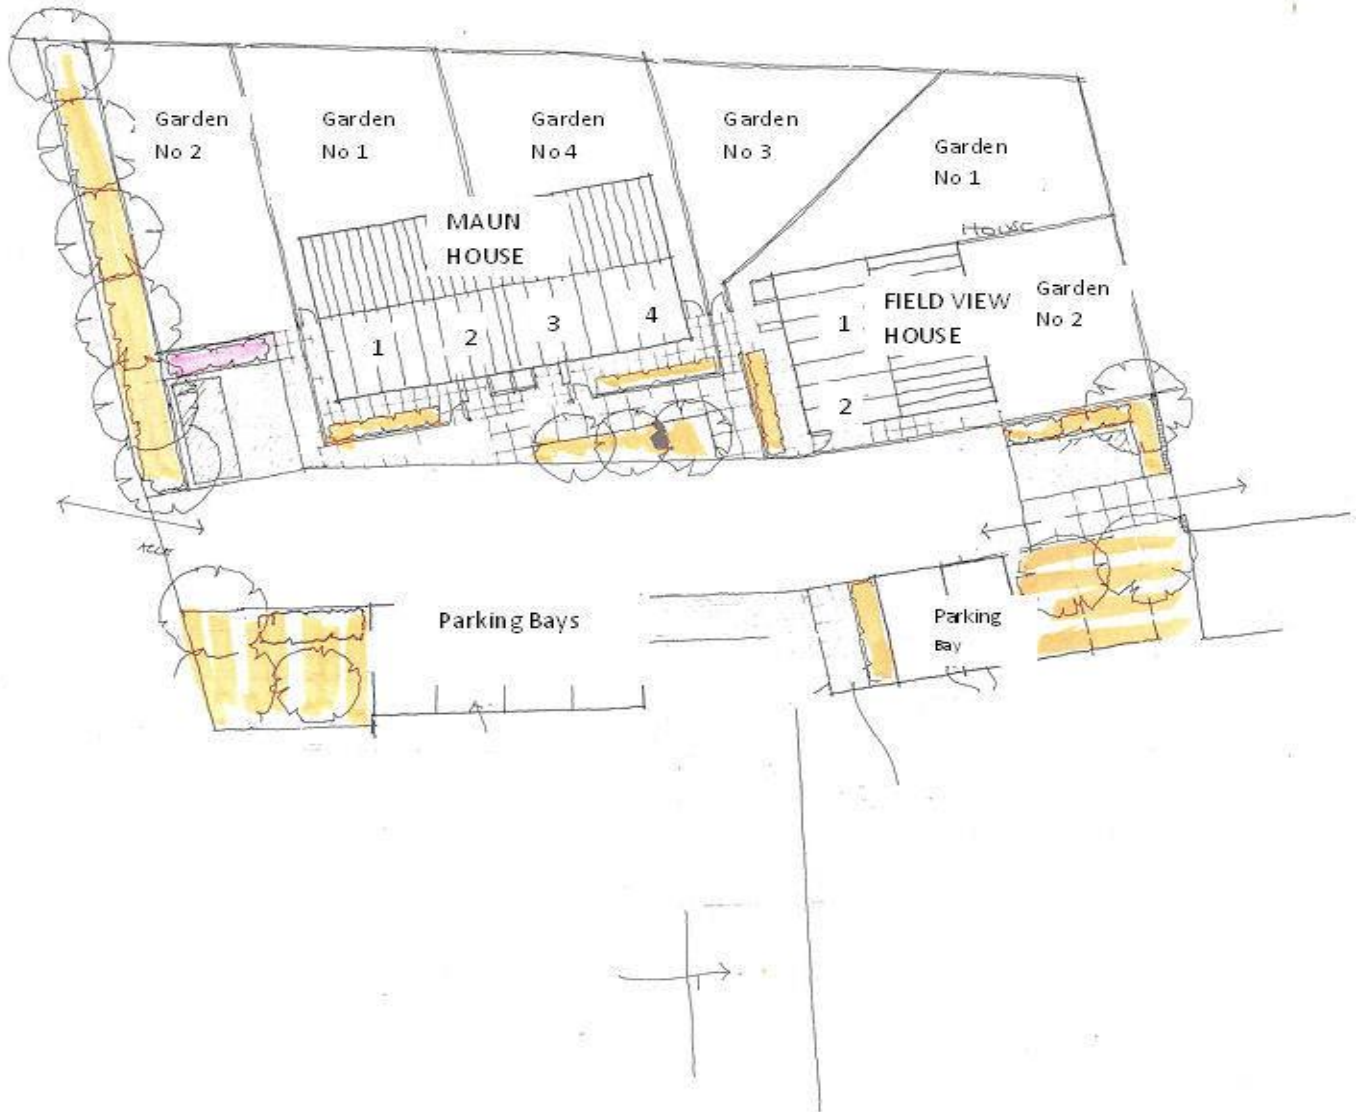 Garden
No 2
Garden
No 1
Garden
No 4
Garden
No 3
Garden
No 1
MAUN
HOUSE
House
FIELD VIEW
HOUSE
Garden
No 2
1
2
3
4
1
2
Parking Bays
Parking
Bay